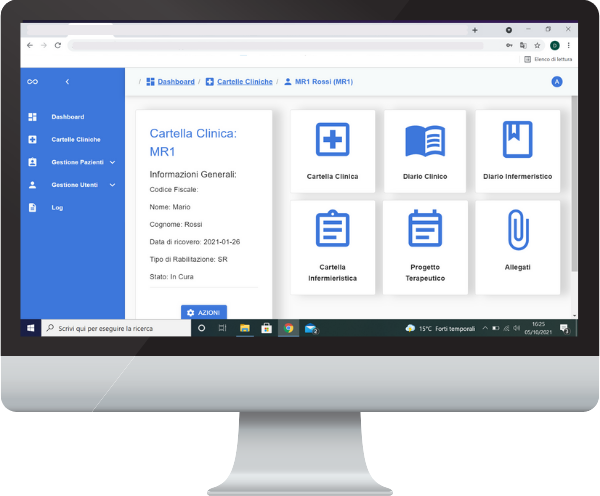 Elenco di lettura
Dashboard / Cartelle Cliniche / MR1 Rossi (MR1)
A
Dashboard
Cartelle Cliniche
Gestione Pazienti
Gestione Utenti
Log
Cartella Clinica:
MR1
Informazioni Generali:
Codice Fiscale:
Nome: Mario
Cognome: Rossi
Data di ricovero: 2021-01-26
Tipo di Rabilitazione: SR
Stato: In Cura
AZIONI
Cartella Clinica
Diario Clinico
Diario Infermeristico
Cartella
Infermieristica
Progetto
Terapeutico
Allegati
Scrivi qui per eseguire la ricerca
2
15°C Forti temporali
16:25
05/10/2021